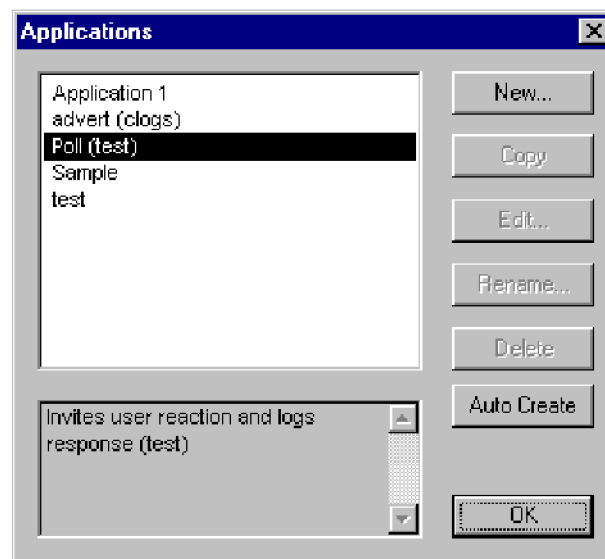 Applications
Application 1
advert (clogs)
Poll (test)
Sample
test
New...
Copy
Edit...
Rename...
Delete
Auto Create
Invites user reaction and logs
response (test)
OK